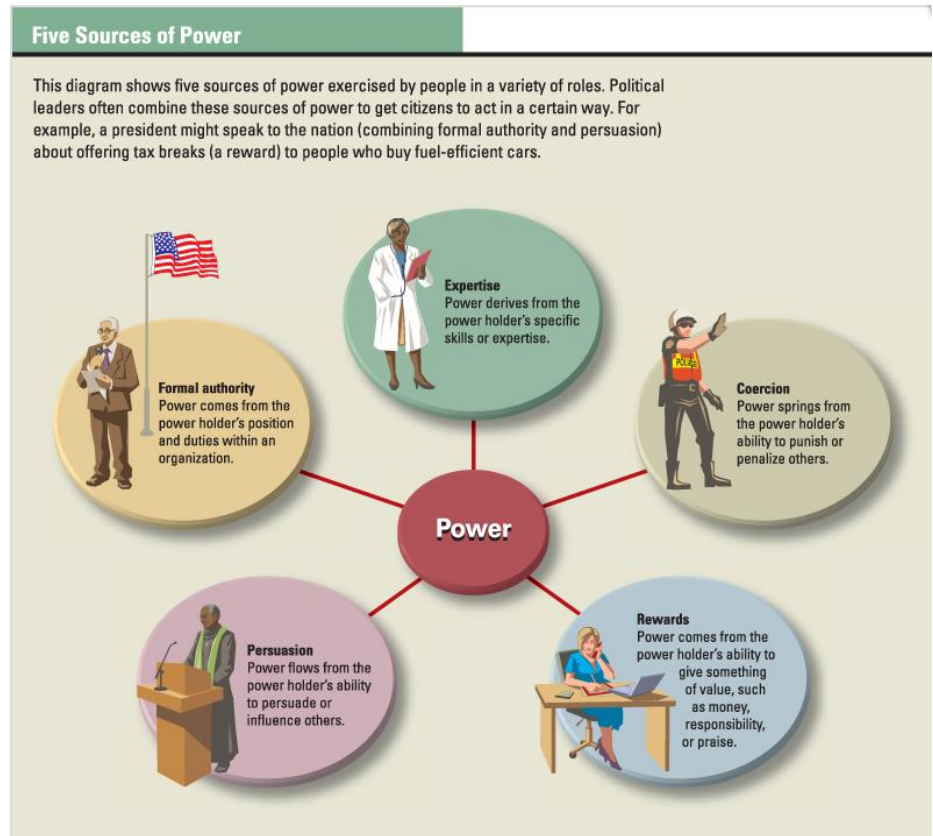 Five Sources of Power
This diagram shows five sources of power exercised by people in a variety of roles. Political
leaders often combine these sources of power to get citizens to act in a certain way. For
example, a president might speak to the nation (combining formal authority and persuasion)
about offering tax breaks (a reward) to people who buy fuel-efficient cars.
Expertise
Power derives from the
power holder's specific
skills or expertise.
Formal authority
Power comes from the
power holder's position
and duties within an
organization.
POLICE
Coercion
Power springs from
the power holder's
ability to punish or
penalize others.
Power
Persuasion
Power flows from the
power holder's ability
to persuade or
influence others.
Rewards
Power comes from the
power holder's ability to
give something
of value, such
as money,
responsibility,
or praise.